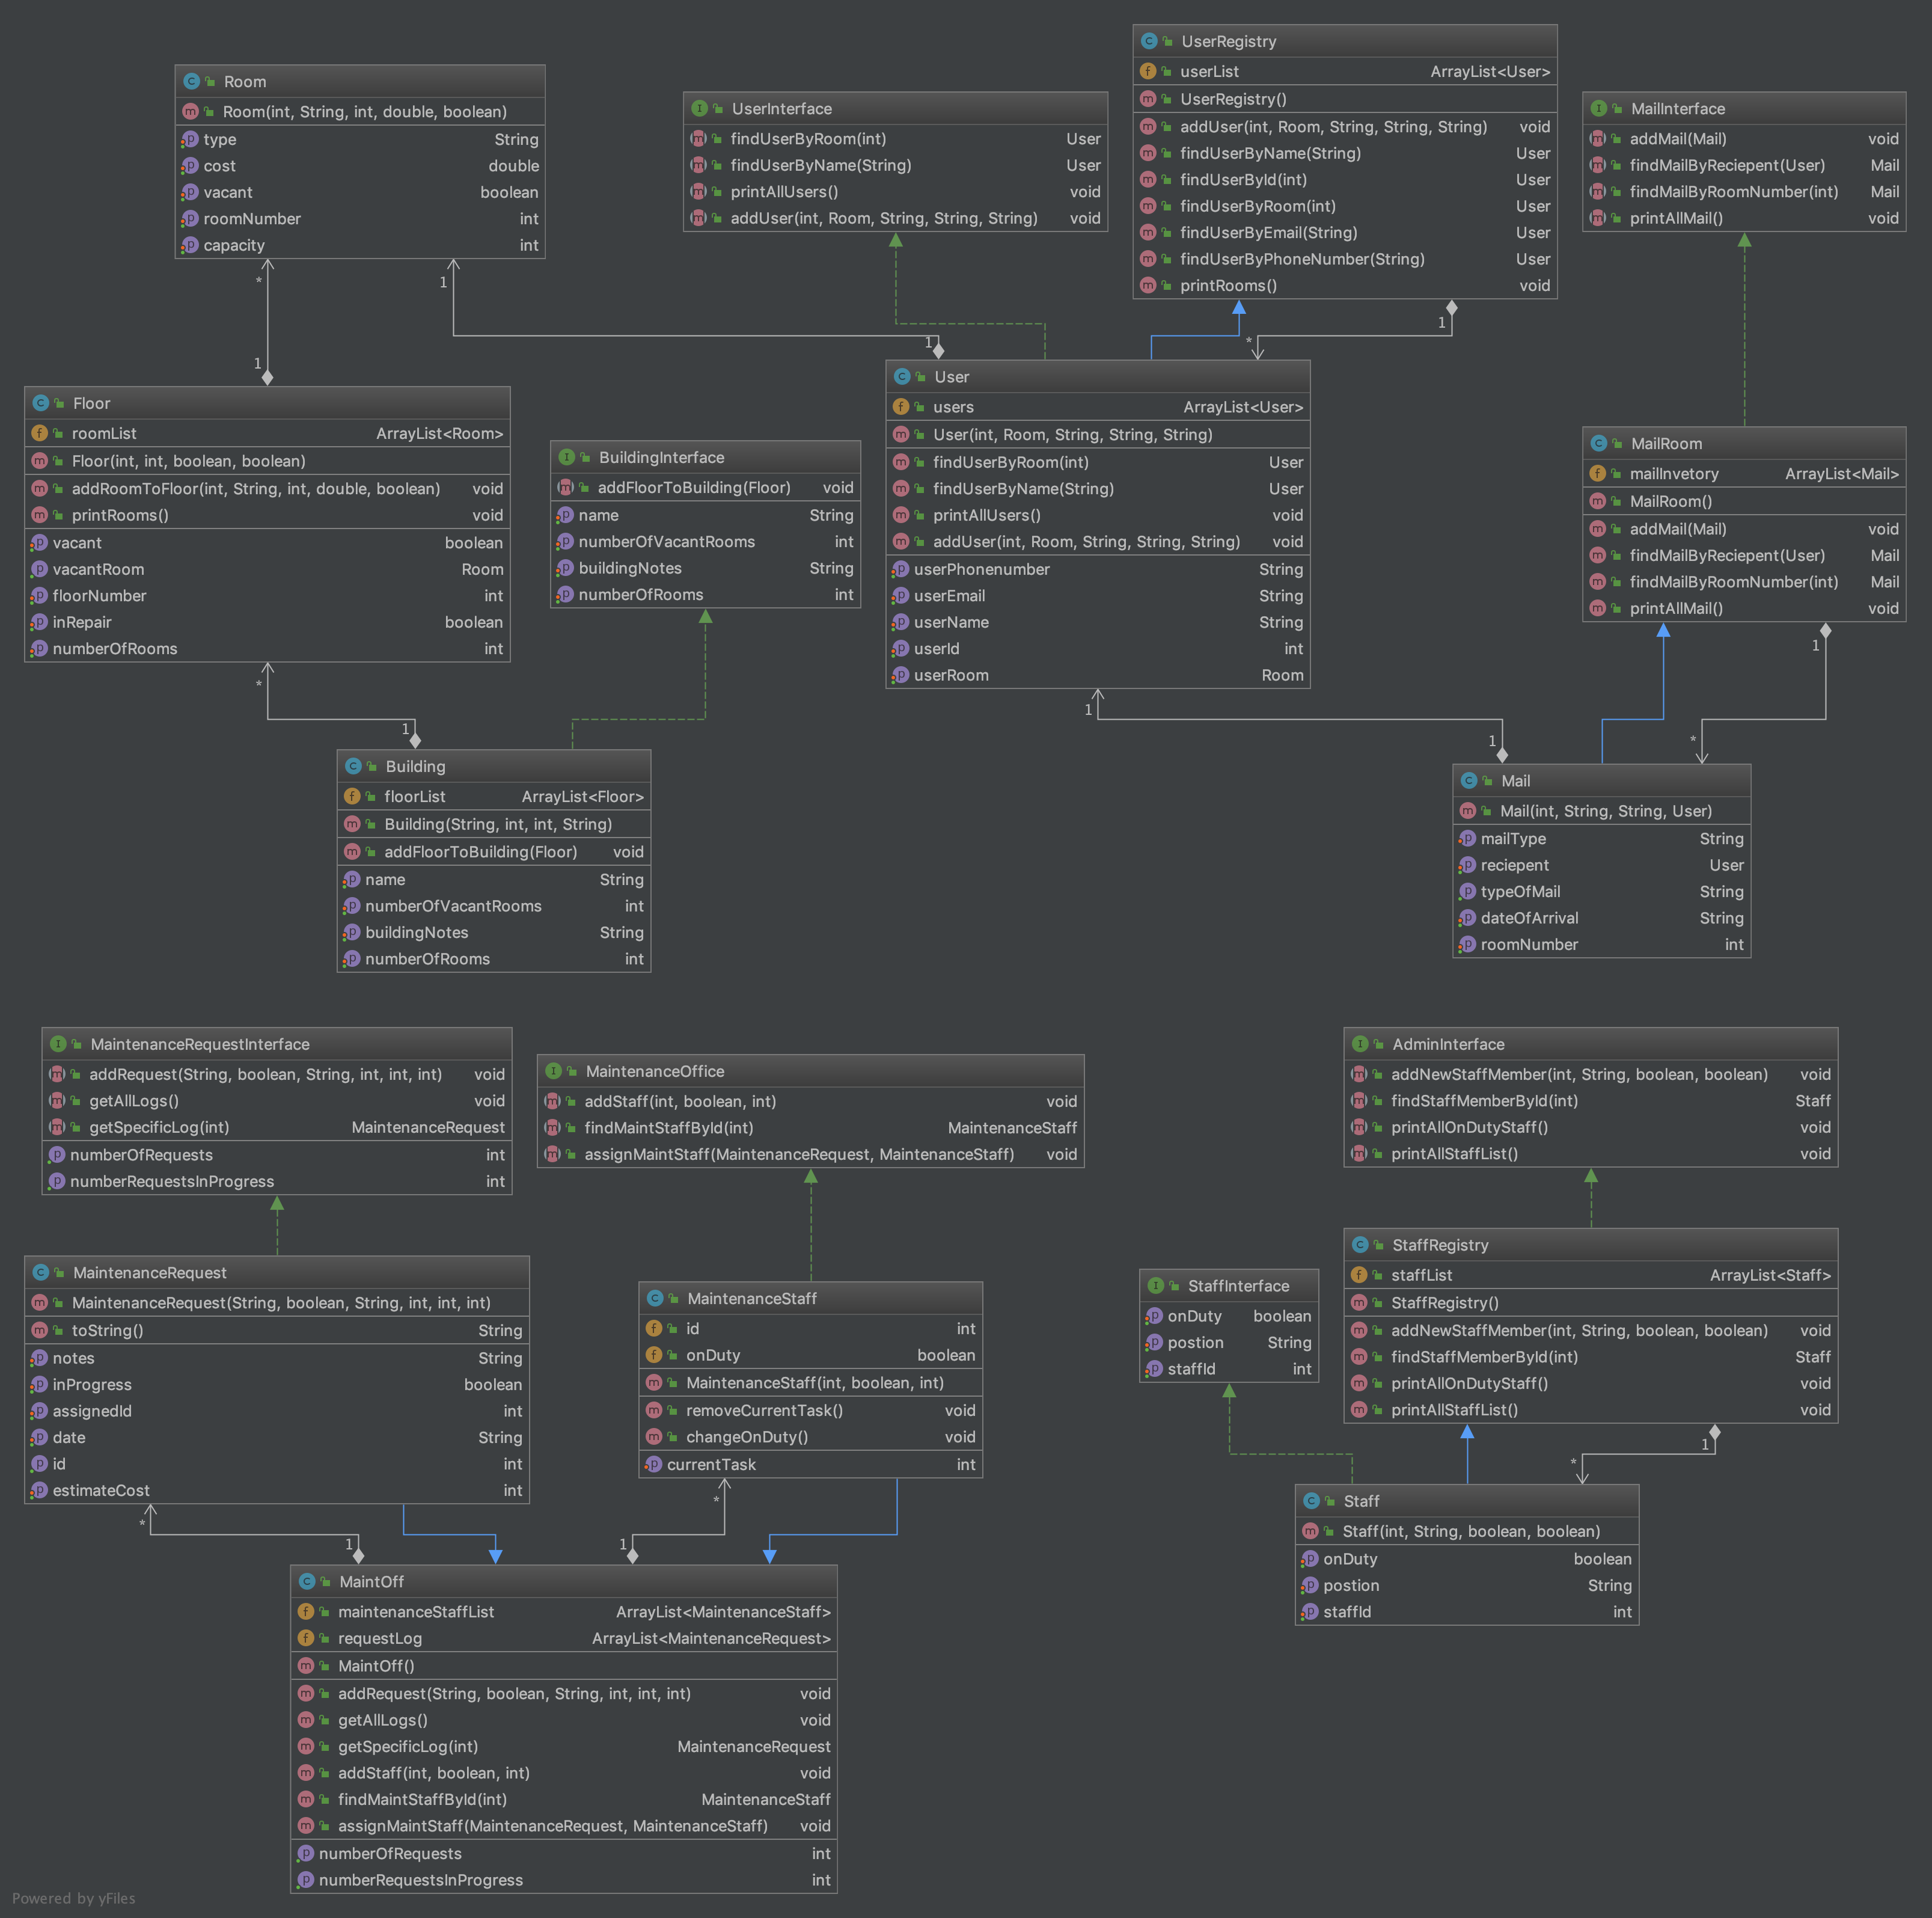 UserRegistry
userList ArrayList<User>
UserRegistry()
addUser(int, Room, String, String, String) void
findUserByName(String) User
findUserById(int) User
findUserByRoom(int) User
findUserByEmail(String) User
findUserByPhoneNumber(String) User
printRooms() void
Room
Room(int, String, int, double, boolean)
type String
cost double
vacant boolean
roomNumber int
capacity int
UserInterface
findUserByRoom(int) User
findUserByName(String) User
printAllUsers() void
addUser(int, Room, String, String, String) void
MailInterface
addMail(Mail) void
findMailByReciepent(User) Mail
findMailByRoomNumber(int) Mail
printAllMail() void
*
1
1
*
1
1
Floor
roomList ArrayList<Room>
Floor(int, int, boolean, boolean)
addRoomToFloor(int, String, int, double, boolean) void
printRooms() void
vacant boolean
vacantRoom Room
floorNumber int
inRepair boolean
numberOfRooms int
BuildingInterface
addFloorToBuilding(Floor) void
name String
numberOfVacantRooms int
buildingNotes String
numberOfRooms int
User
users ArrayList<User>
User(int, Room, String, String, String)
findUserByRoom(int) User
findUserByName(String) User
printAllUsers() void
addUser(int, Room, String, String, String) void
userPhonenumber String
userEmail String
userName String
userId int
userRoom Room
MailRoom
mailInvetory ArrayList<Mail>
MailRoom()
addMail(Mail) void
findMailByReciepent(User) Mail
findMailByRoomNumber(int) Mail
printAllMail() void
*
1
1
1
1
*
Building
floorList ArrayList<Floor>
Building(String, int, int, String)
addFloorToBuilding(Floor) void
name String
numberOfVacantRooms int
buildingNotes String
numberOfRooms int
Mail
Mail(int, String, String, User)
mailType String
reciepent User
typeOfMail String
dateOfArrival String
roomNumber int
MaintenanceRequestInterface
addRequest(String, boolean, String, int, int, int) void
getAllLogs() void
getSpecificLog(int) MaintenanceRequest
numberOfRequests int
numberRequestsInProgress int
MaintenanceOffice
addStaff(int, boolean, int) void
findMaintStaffById(int) MaintenanceStaff
assignMaintStaff(MaintenanceRequest, MaintenanceStaff) void
AdminInterface
addNewStaffMember(int, String, boolean, boolean) void
findStaffMemberById(int) Staff
printAllOnDutyStaff() void
printAllStaffList() void
MaintenanceRequest
MaintenanceRequest(String, boolean, String, int, int, int)
toString() String
notes String
inProgress boolean
assignedId int
date String
id int
estimateCost int
MaintenanceStaff
id int
onDuty boolean
MaintenanceStaff(int, boolean, int)
removeCurrentTask() void
changeOnDuty() void
currentTask int
StaffInterface
onDuty boolean
postion String
staffId int
StaffRegistry
staffList ArrayList<Staff>
StaffRegistry()
addNewStaffMember(int, String, boolean, boolean) void
findStaffMemberById(int) Staff
printAllOnDutyStaff() void
printAllStaffList() void
*
1
1
*
1
*
Staff
Staff(int, String, boolean, boolean)
onDuty boolean
postion String
staffId int
MaintOff
maintenanceStaffList ArrayList<MaintenanceStaff>
requestLog ArrayList<MaintenanceRequest>
MaintOff()
addRequest(String, boolean, String, int, int, int) void
getAllLogs() void
getSpecificLog(int) MaintenanceRequest
addStaff(int, boolean, int) void
findMaintStaffById(int) MaintenanceStaff
assignMaintStaff(MaintenanceRequest, MaintenanceStaff) void
numberOfRequests int
numberRequestsInProgress int
Powered by yFiles